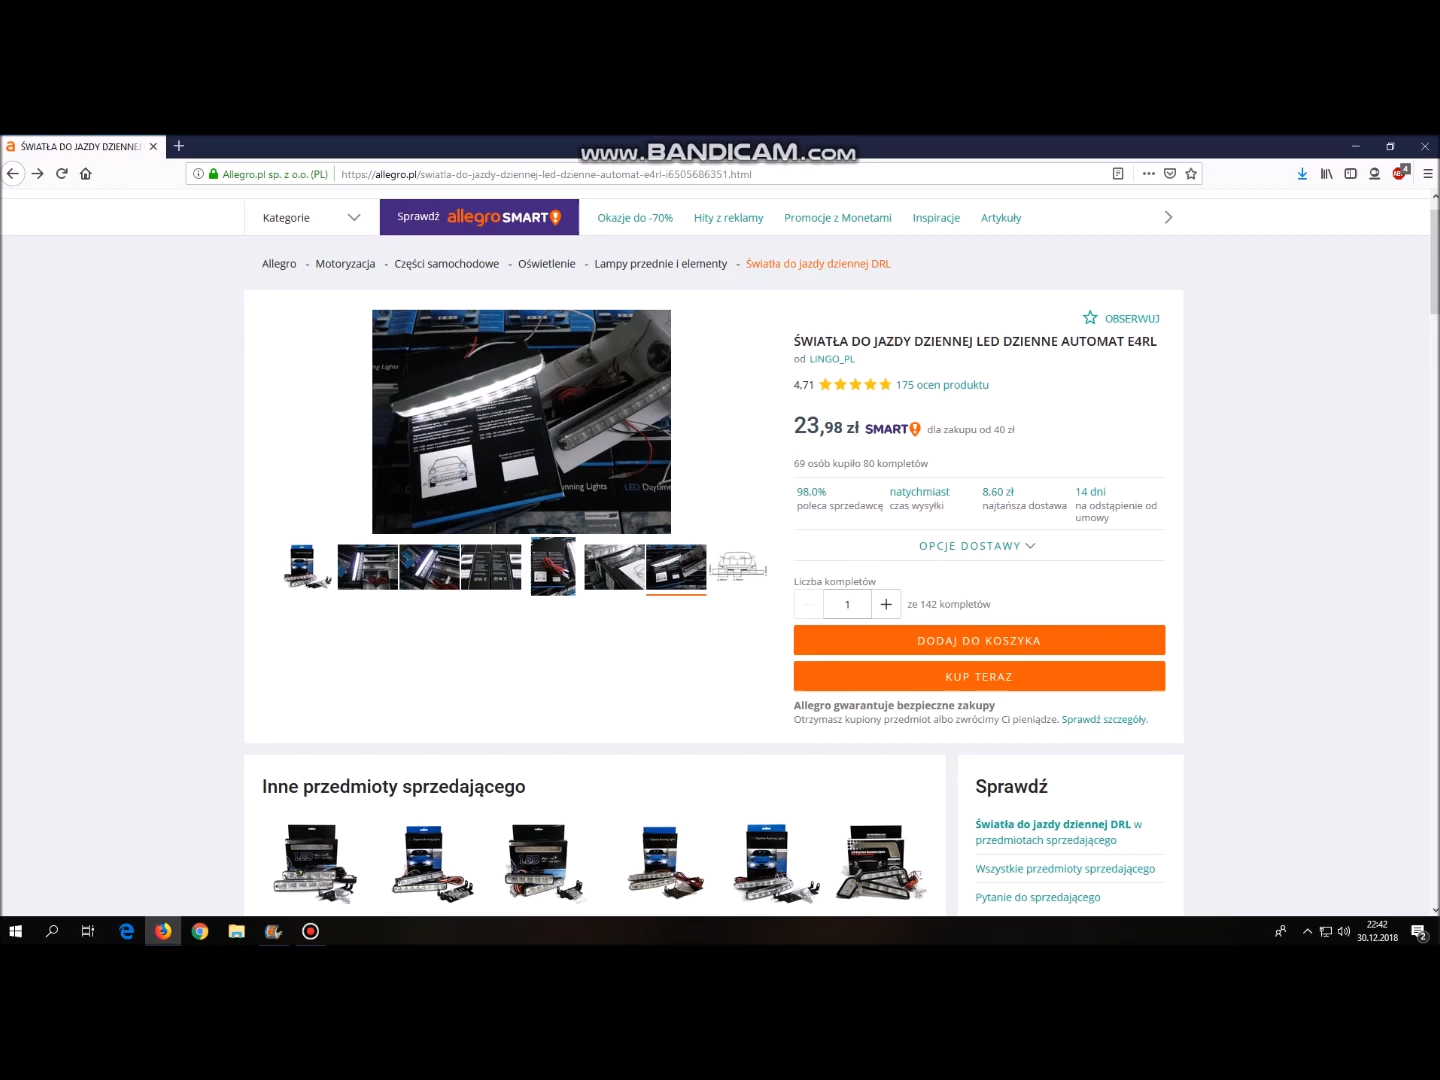 www.BANDICAM.com
ŚWIATŁA DO JAZDY DZIENNEJ
Allegro.pl sp. z o.o. (PL)
https://allegro.pl/swiatla-do-jazdy-dziennej-led-dzienne-automat-e4rl-i6505686351.html
4
Kategorie
Sprawdź allegro SMART!
Okazje do -70%
Hity z reklamy
Promocje z Monetami
Inspiracje
Artykuły
Allegro - Motoryzacja - Części samochodowe - Oświetlenie - Lampy przednie i elementy - Światła do jazdy dziennej DRL
OBSERWUJ
ŚWIATŁA DO JAZDY DZIENNEJ LED DZIENNE AUTOMAT E4RL
od LINGO_PL
4,71 175 ocen produktu
23,98 zł SMART! dla zakupu od 40 zł
69 osób kupiło 80 kompletów
98,0%
poleca sprzedawcę
natychmiast
czas wysyłki
8,60 zł
najtańsza dostawa
14 dni
na odstąpienie od
umowy
OPCJE DOSTAWY
Liczba kompletów
1
ze 142 kompletów
DODAJ DO KOSZYKA
KUP TERAZ
Allegro gwarantuje bezpieczne zakupy
Otrzymasz kupiony przedmiot albo zwrócimy Ci pieniądze. Sprawdź szczegóły.
unning Lights
LED Daytime
Inne przedmioty sprzedającego
Sprawdź
Światła do jazdy dziennej DRL w
przedmiotach sprzedającego
Wszystkie przedmioty sprzedającego
Pytanie do sprzedającego
22:42
30.12.2018
2